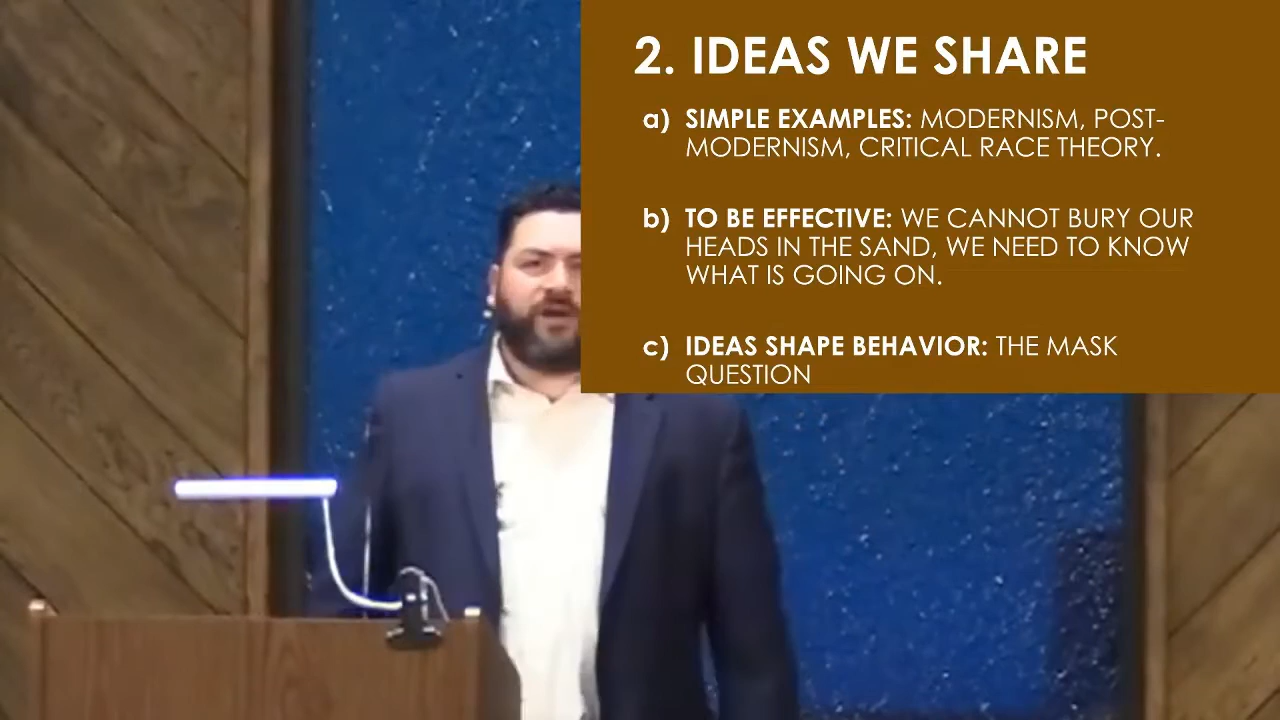 2. IDEAS WE SHARE
a) SIMPLE EXAMPLES: MODERNISM, POST-
MODERNISM, CRITICAL RACE THEORY.
b) TO BE EFFECTIVE: WE CANNOT BURY OUR
HEADS IN THE SAND, WE NEED TO KNOW
WHAT IS GOING ON.
c) IDEAS SHAPE BEHAVIOR: THE MASK
QUESTION